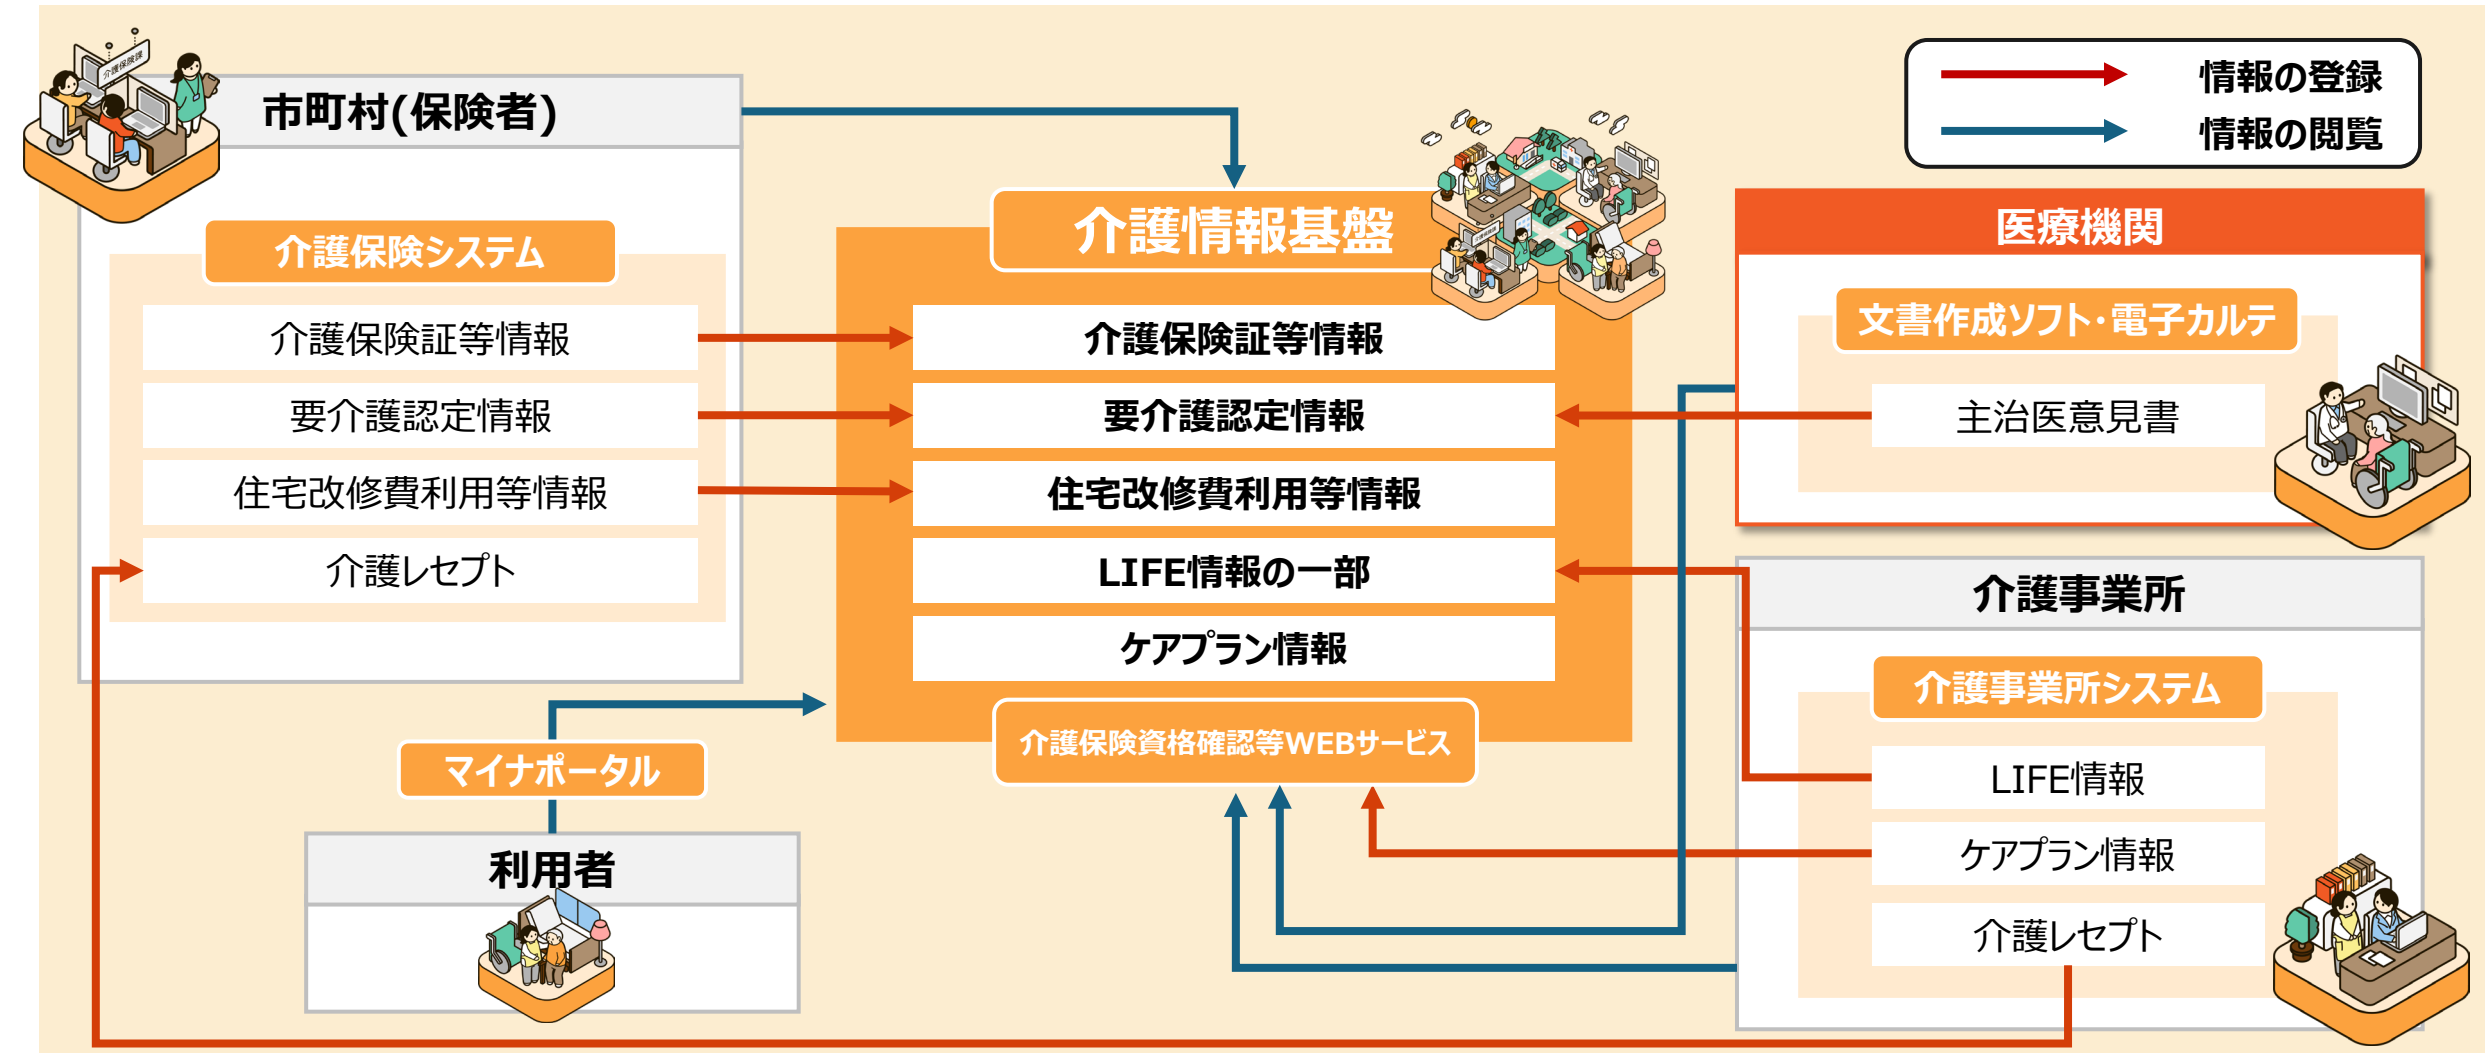 介護保険課
市町村(保険者)
介護保険システム
介護保険証等情報
要介護認定情報
住宅改修費利用等情報
介護レセプト
マイナポータル
利用者
介護情報基盤
介護保険証等情報
要介護認定情報
住宅改修費利用等情報
LIFE情報の一部
ケアプラン情報
介護保険資格確認等WEBサービス
情報の登録
情報の閲覧
医療機関
文書作成ソフト・電子カルテ
主治医意見書
介護事業所
介護事業所システム
LIFE情報
ケアプラン情報
介護レセプト